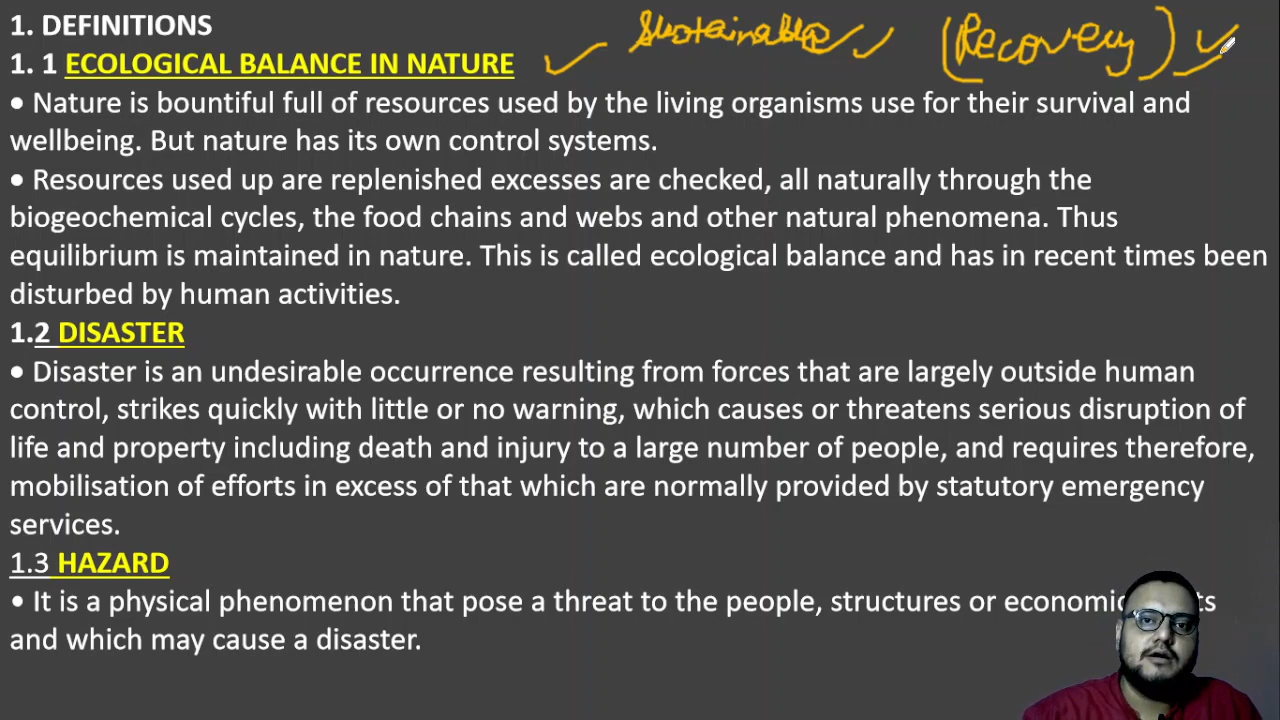 1. DEFINITIONS
Sustainable (Recovery)
1. 1 ECOLOGICAL BALANCE IN NATURE
• Nature is bountiful full of resources used by the living organisms use for their survival and
wellbeing. But nature has its own control systems.
• Resources used up are replenished excesses are checked, all naturally through the
biogeochemical cycles, the food chains and webs and other natural phenomena. Thus
equilibrium is maintained in nature. This is called ecological balance and has in recent times been
disturbed by human activities.
1.2 DISASTER
• Disaster is an undesirable occurrence resulting from forces that are largely outside human
control, strikes quickly with little or no warning, which causes or threatens serious disruption of
life and property including death and injury to a large number of people, and requires therefore,
mobilisation of efforts in excess of that which are normally provided by statutory emergency
services.
1.3 HAZARD
• It is a physical phenomenon that pose a threat to the people, structures or economic
and which may cause a disaster.